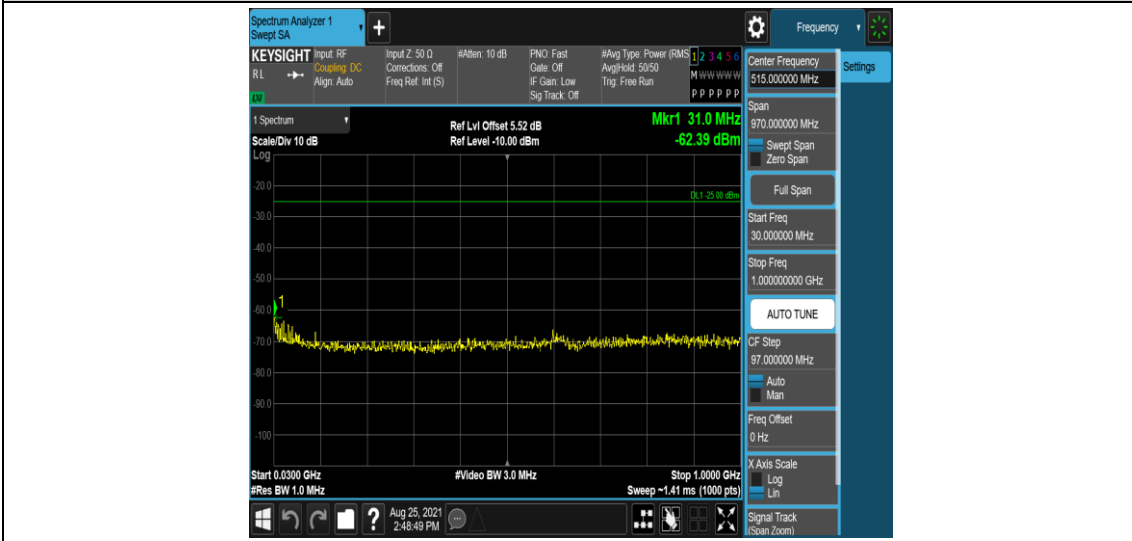 Spectrum Analyzer 1
Swept SA
+
Frequency
KEYSIGHT
RL
LM
Input: RF
Coupling: DC
Align: Auto
Input Z: 50 Ω
Corrections: Off
Freq Ref: Int (S)
#Atten: 10 dB
PNO: Fast
Gate: Off
IF Gain: Low
Sig Track: Off
#Avg Type: Power (RMS
Avg|Hold: 50/50
Trig: Free Run
1 2 3 4 5 6
M W W W W W
P P P P P P
1 Spectrum
Scale/Div 10 dB
Log
Ref Lvl Offset 5.52 dB
Ref Level -10.00 dBm
Mkr1 31.0 MHz
-62.39 dBm
-20.0
DL1 -25.00 dBm
-30.0
-40.0
-50.0
1
-60.0
-70.0
-80.0
-90.0
-100
Start 0.0300 GHz
#Res BW 1.0 MHz
#Video BW 3.0 MHz
Stop 1.0000 GHz
Sweep ~1.41 ms (1000 pts)
?
Aug 25, 2021
2:48:49 PM
Center Frequency
515.000000 MHz
Settings
Span
970.000000 MHz
Swept Span
Zero Span
Full Span
Start Freq
30.000000 MHz
Stop Freq
1.000000000 GHz
AUTO TUNE
CF Step
97.000000 MHz
Auto
Man
Freq Offset
0 Hz
X Axis Scale
Log
Lin
Signal Track
(Span Zoom)